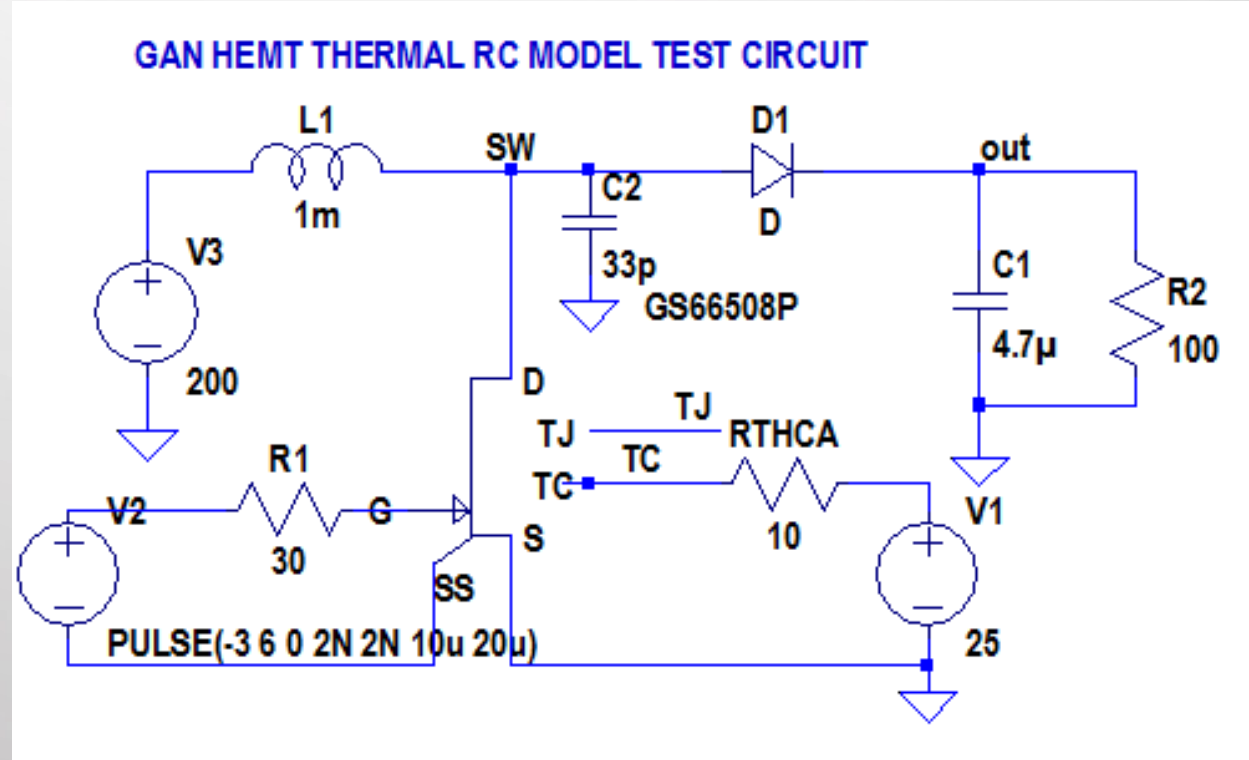 GAN HEMT THERMAL RC MODEL TEST CIRCUIT
L1
1m
SW
D1
D
out
C2
33p
GS66508P
V3
200
C1
4.7µ
R2
100
D
TJ
TJ
RTHCA
TC
TC
10
V1
25
R1
30
V2
G
S
SS
PULSE(-3 6 0 2N 2N 10u 20µ)